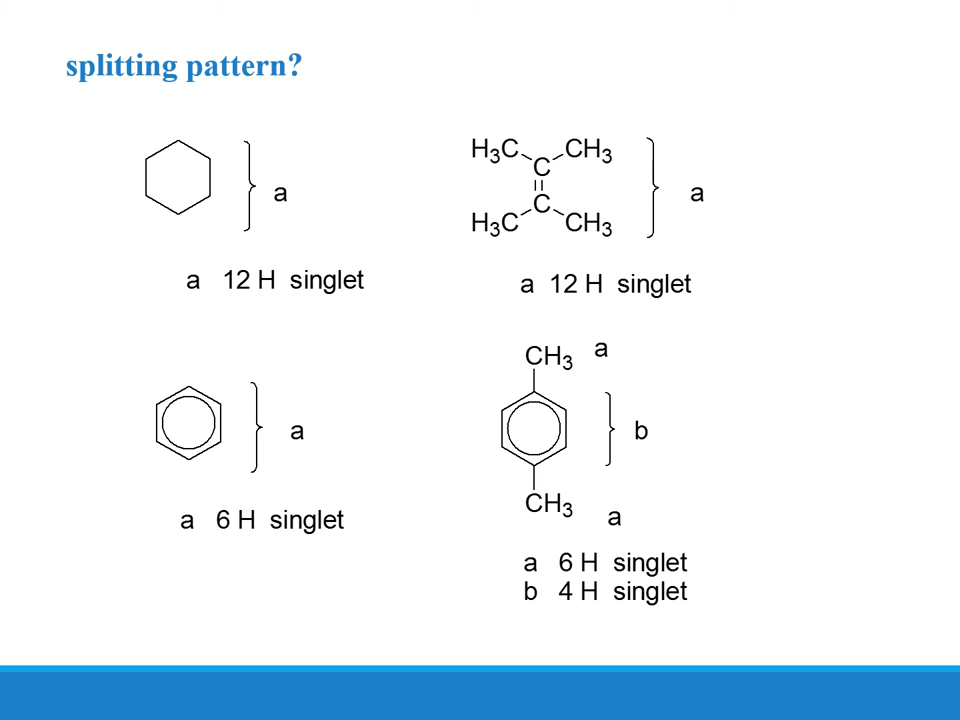 splitting pattern?
a
a 12 H singlet
H₃C CH₃
C
C
H₃C CH₃
a
a 12 H singlet
a
a 6 H singlet
CH₃ a
b
CH₃
a
a 6 H singlet
b 4 H singlet